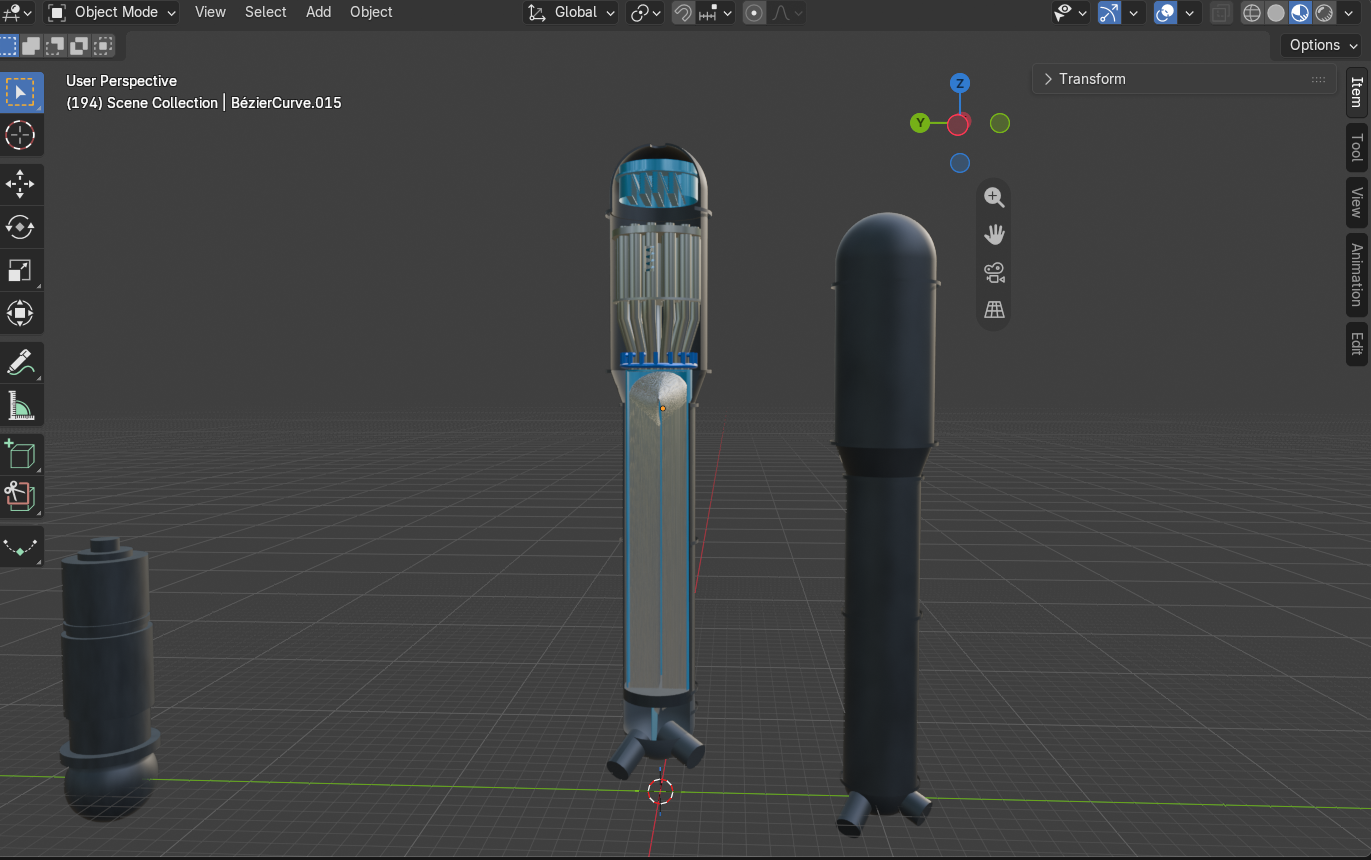 Object Mode View Select Add Object Global
Options
User Perspective
(194) Scene Collection | BézierCurve.015
Transform
Z
Y
Item
Tool
View
Animation
Edit